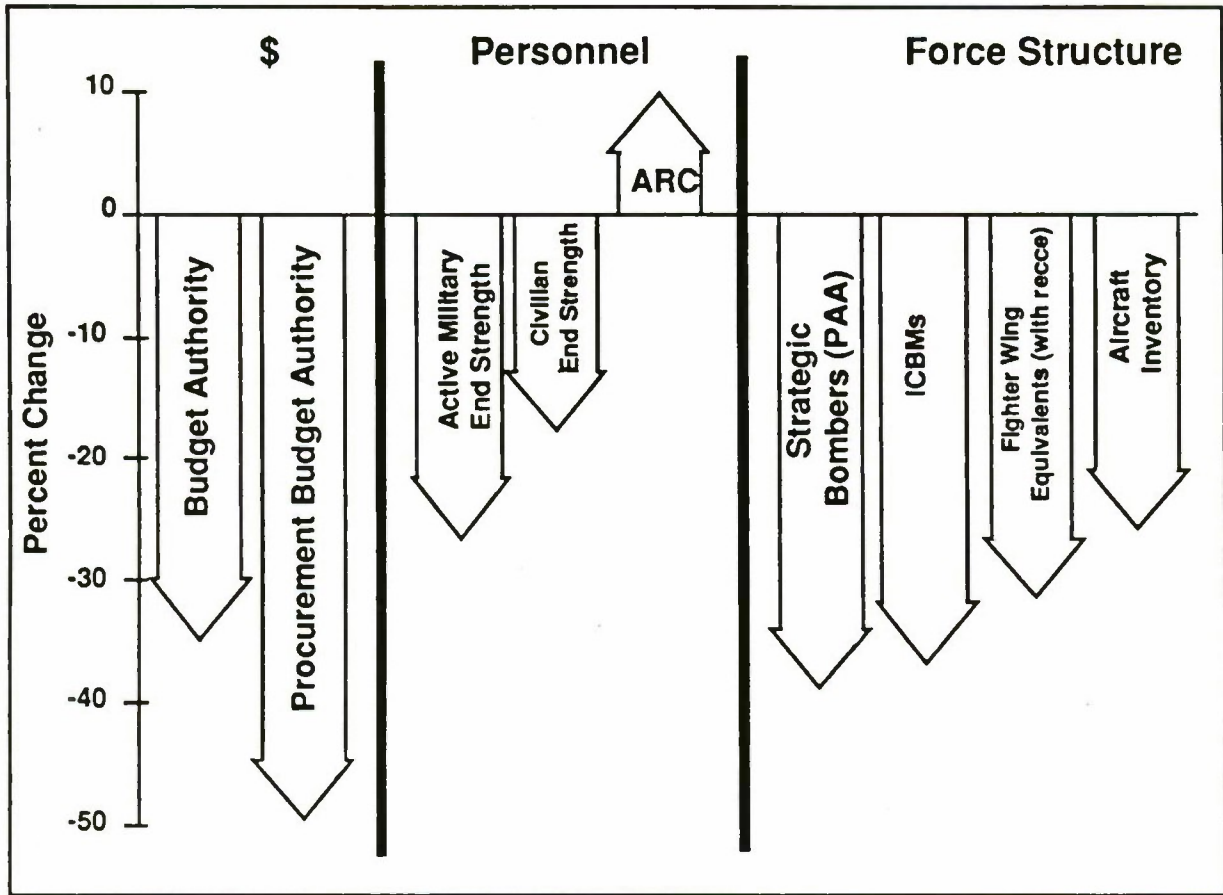 $
Personnel
Force Structure
Percent Change
10
0
-10
-20
-30
-40
-50
Budget Authority
Procurement Budget Authority
Active Military
End Strength
Civilian
End Strength
ARC
Strategic
Bombers (PAA)
ICBMs
Fighter Wing
Equivalents (with recce)
Aircraft
Inventory